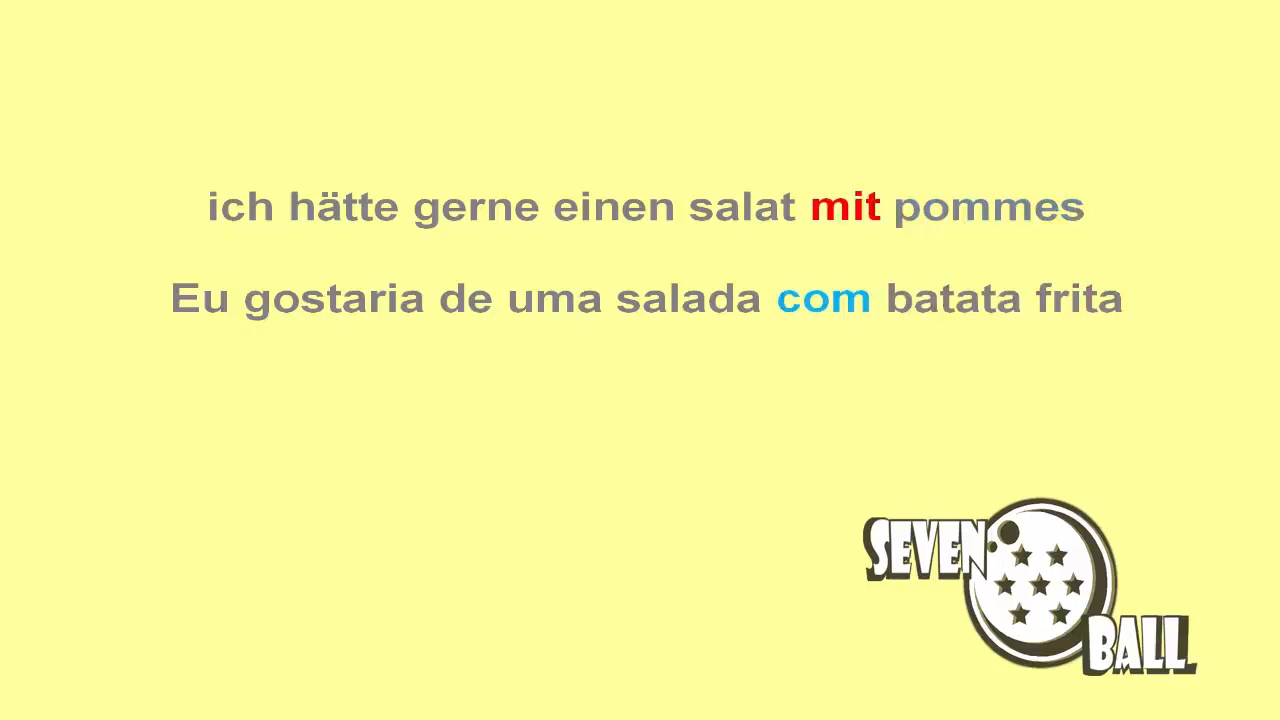 ich hätte gerne einen salat mit pommes
Eu gostaria de uma salada com batata frita
SEVEN
BALL